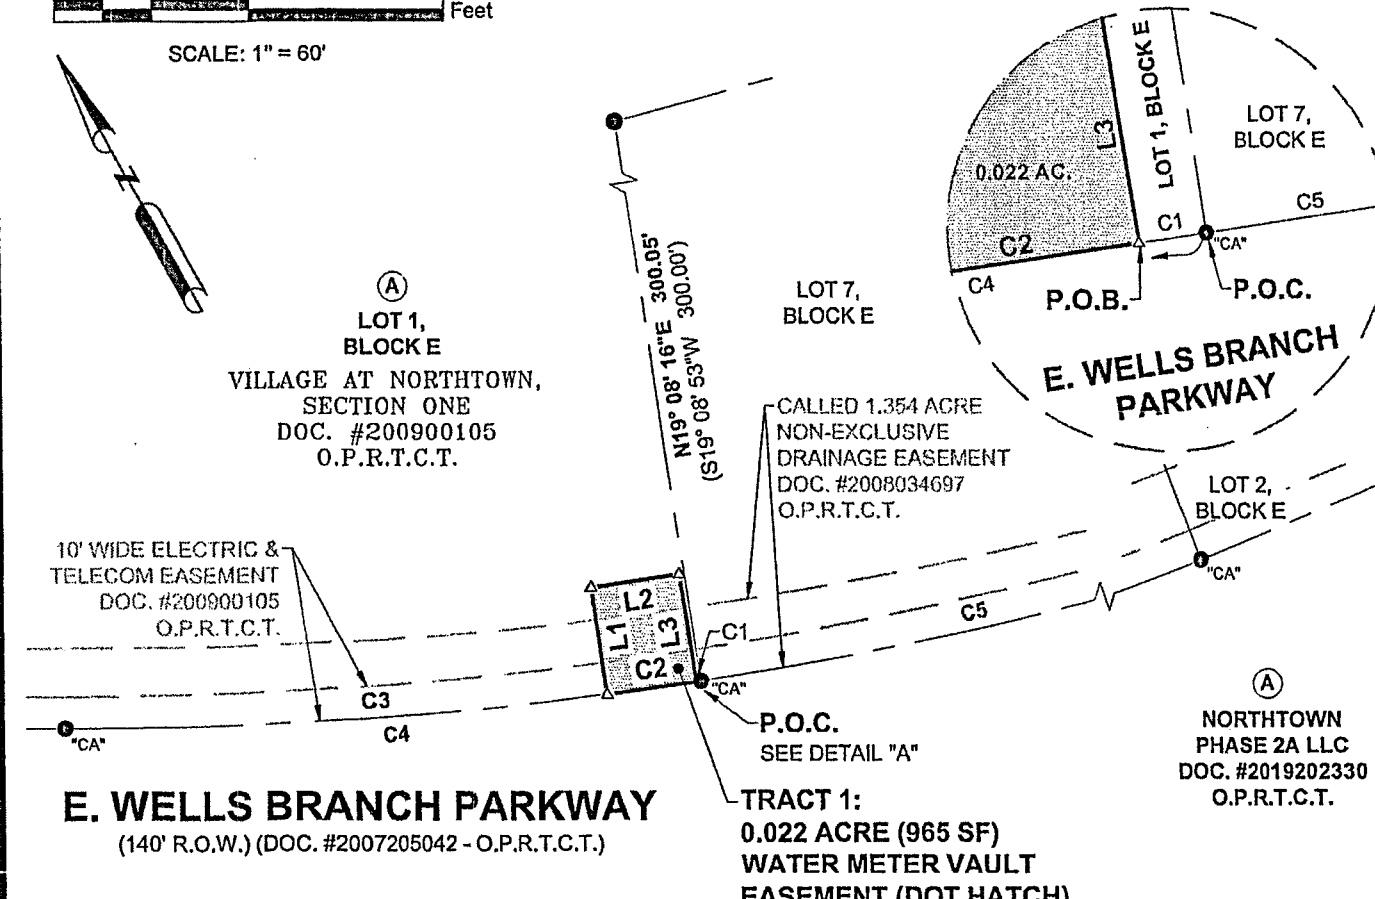 Feet
SCALE: 1" = 60'
N
A
LOT 1,
BLOCK E
VILLAGE AT NORTHTOWN,
SECTION ONE
DOC. #200900105
O.P.R.T.C.T.
N19° 08' 16"E 300.05'
(S19° 08' 53"W 300.00')
LOT 7,
BLOCK E
0.022 AC.
L3
LOT 1, BLOCK E
LOT 7,
BLOCK E
C5
C1
"CA"
C2
C4
P.O.B.
P.O.C.
E. WELLS BRANCH
PARKWAY
CALLED 1.354 ACRE
NON-EXCLUSIVE
DRAINAGE EASEMENT
DOC. #2008034697
O.P.R.T.C.T.
LOT 2,
BLOCK E
"CA"
10' WIDE ELECTRIC &
TELECOM EASEMENT
DOC. #200900105
O.P.R.T.C.T.
L2
L1
L3
C2
C1
C5
"CA"
C3
C4
"CA"
P.O.C.
SEE DETAIL "A"
A
NORTHTOWN
PHASE 2A LLC
DOC. #2019202330
O.P.R.T.C.T.
E. WELLS BRANCH PARKWAY
(140' R.O.W.) (DOC. #2007205042 - O.P.R.T.C.T.)
TRACT 1:
0.022 ACRE (965 SF)
WATER METER VAULT
EASEMENT (DOT HATCH)